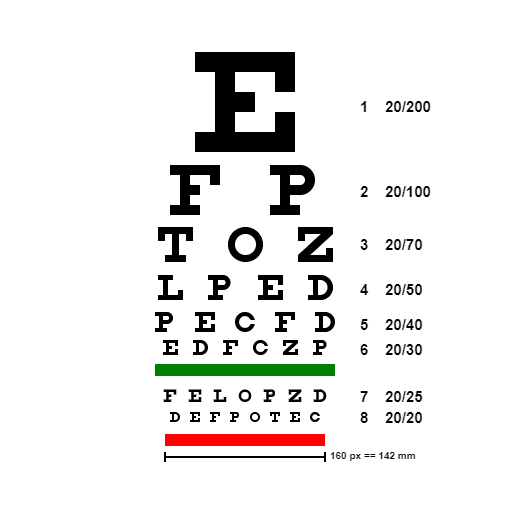 E 1 20/200
F P 2 20/100
T O Z 3 20/70
L P E D 4 20/50
P E C F D 5 20/40
E D F C Z P 6 20/30
F E L O P Z D 7 20/25
D E F P O T E C 8 20/20
160 px == 142 mm